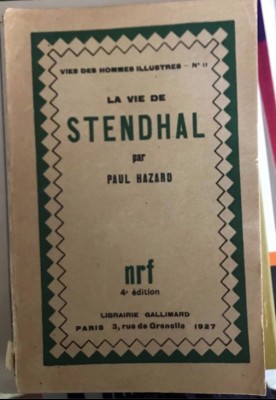 VIES DES HOMMES ILLUSTRES - Nº 11
LA VIE DE
STENDHAL
par
PAUL HAZARD
nrf
4e édition
LIBRAIRIE GALLIMARD
PARIS 3, rue de Grenelle 1927